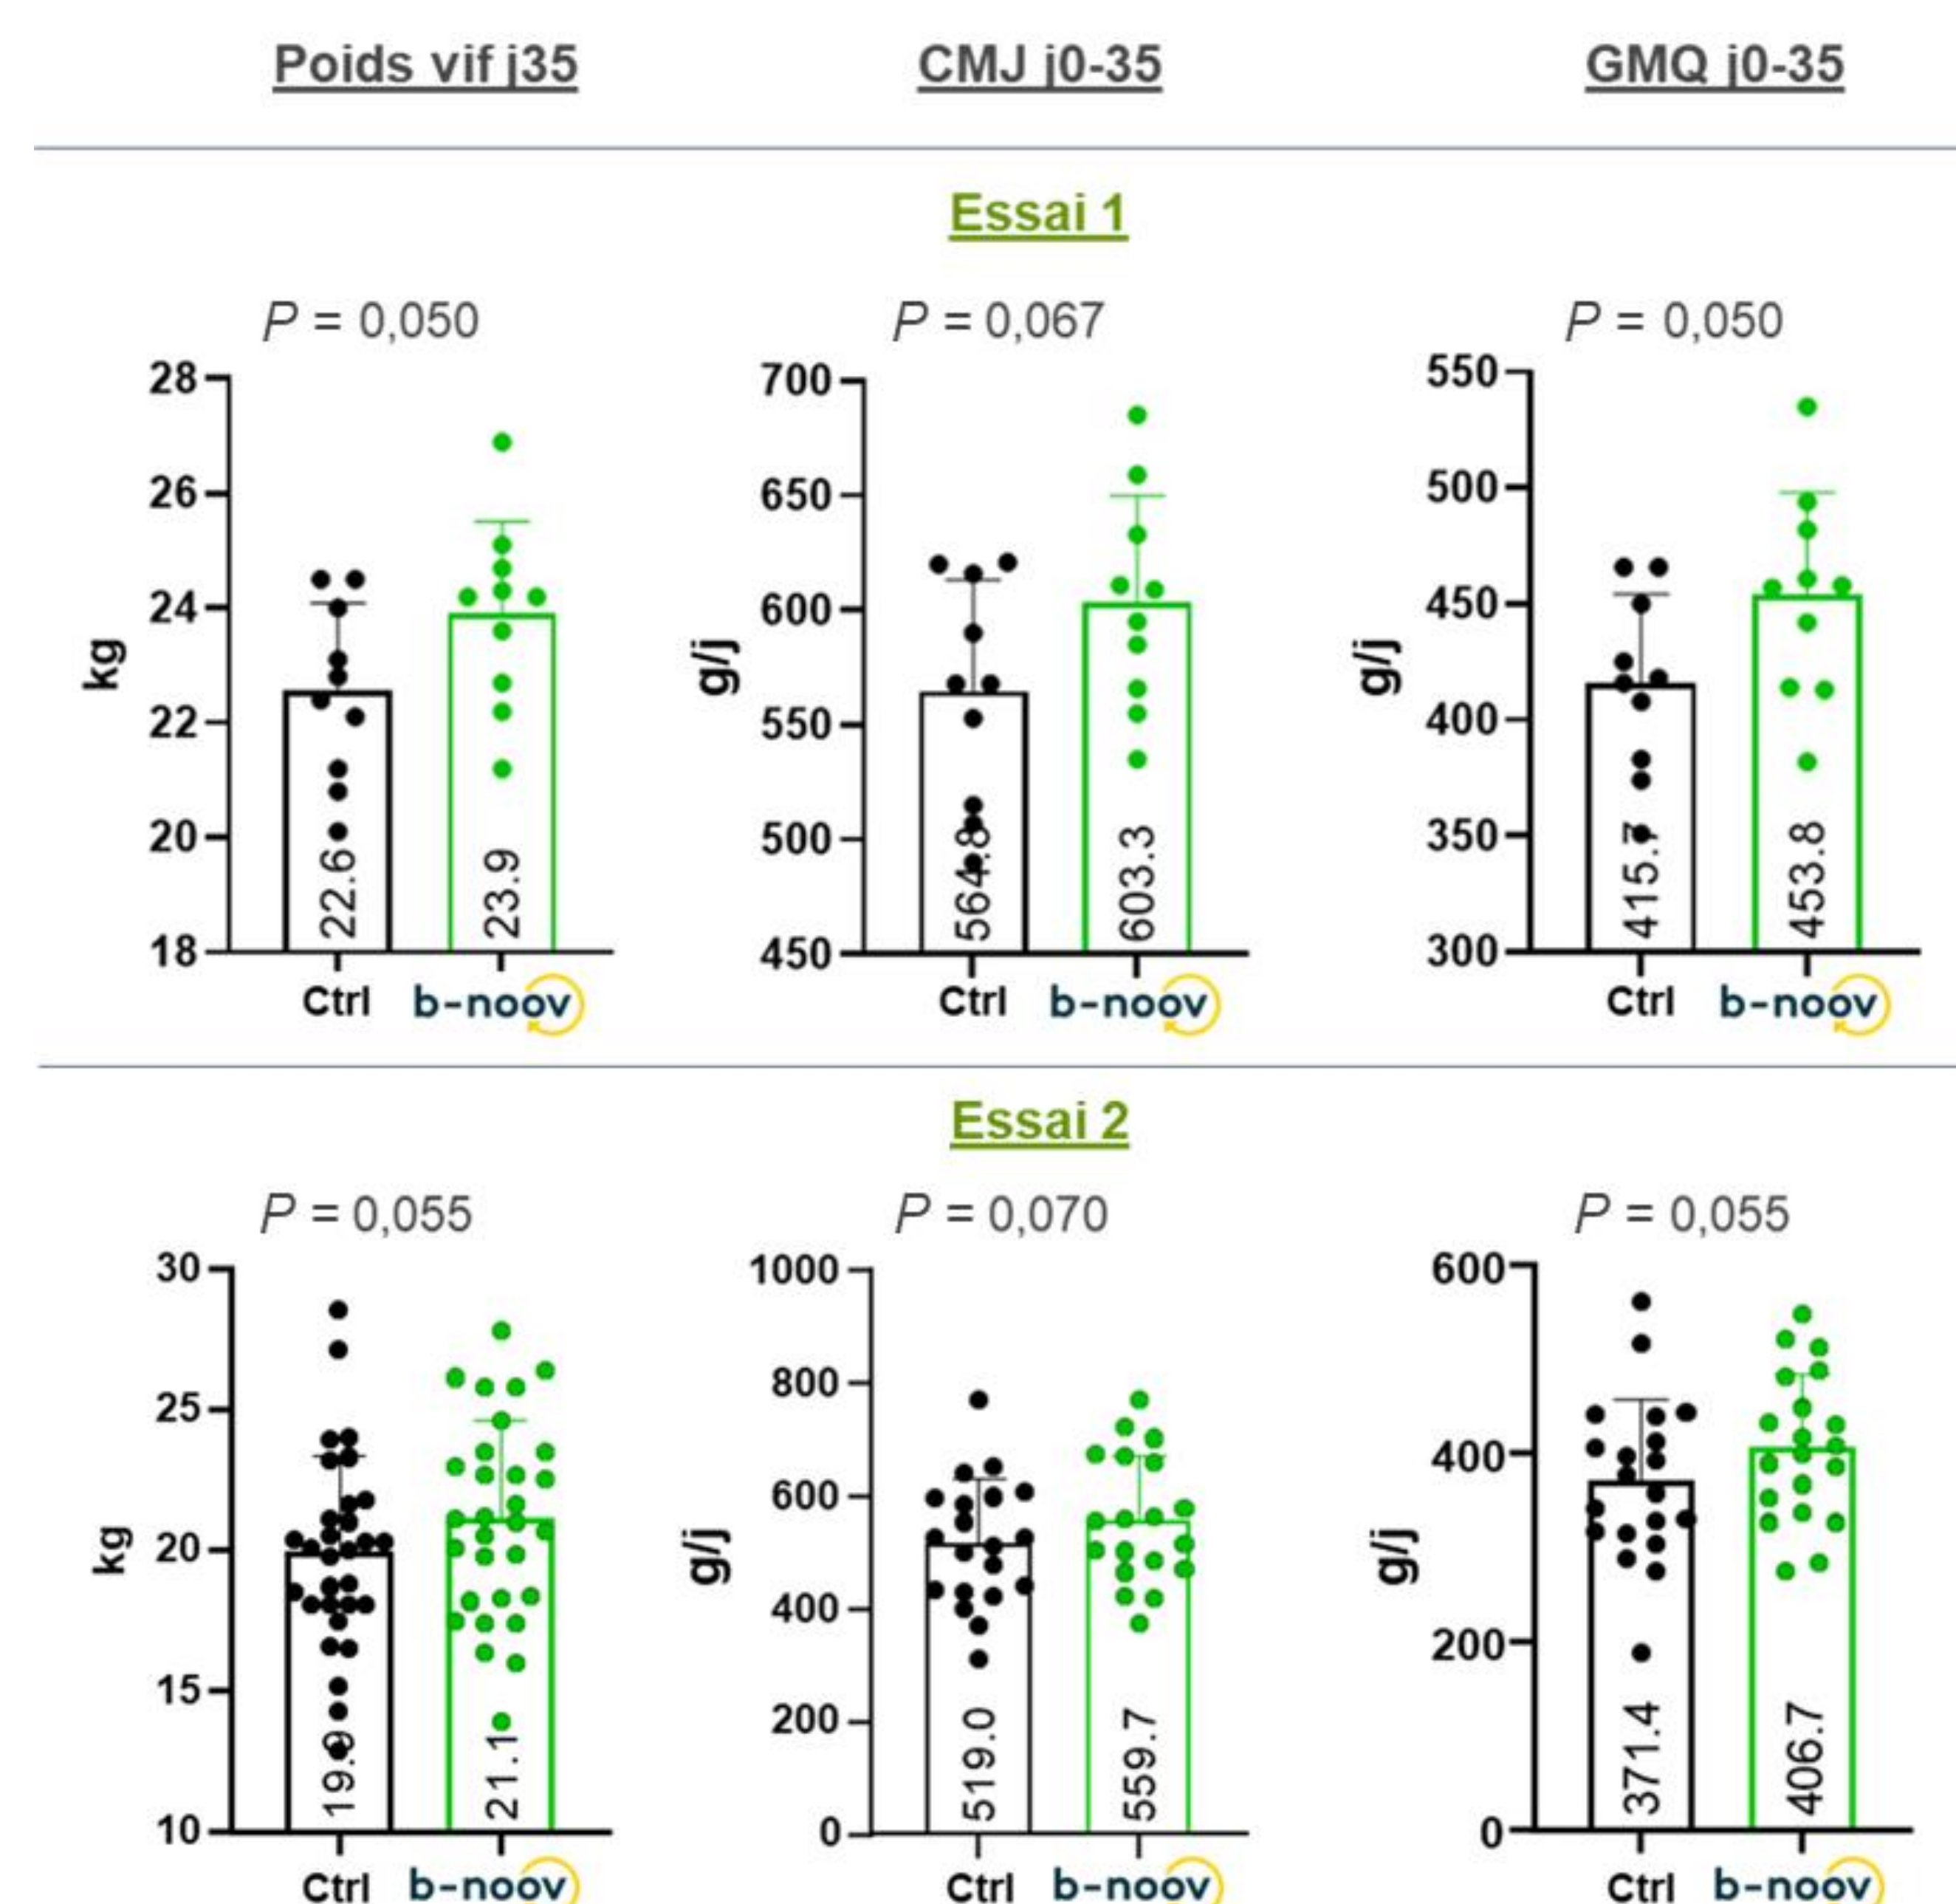 Poids vif j35 CMJ j0-35 GMQ j0-35
Essai 1
P = 0,050 P = 0,067 P = 0,050
28
26
24
22
20
18
kg
22.6
23.9
Ctrl b-noov
700
650
600
550
500
450
g/j
564.8
603.3
Ctrl b-noov
550
500
450
400
350
300
g/j
415.7
453.8
Ctrl b-noov
Essai 2
P = 0,055 P = 0,070 P = 0,055
30
25
20
15
10
kg
19.9
21.1
Ctrl b-noov
1000
800
600
400
200
0
g/j
519.0
559.7
Ctrl b-noov
600
400
200
0
g/j
371.4
406.7
Ctrl b-noov